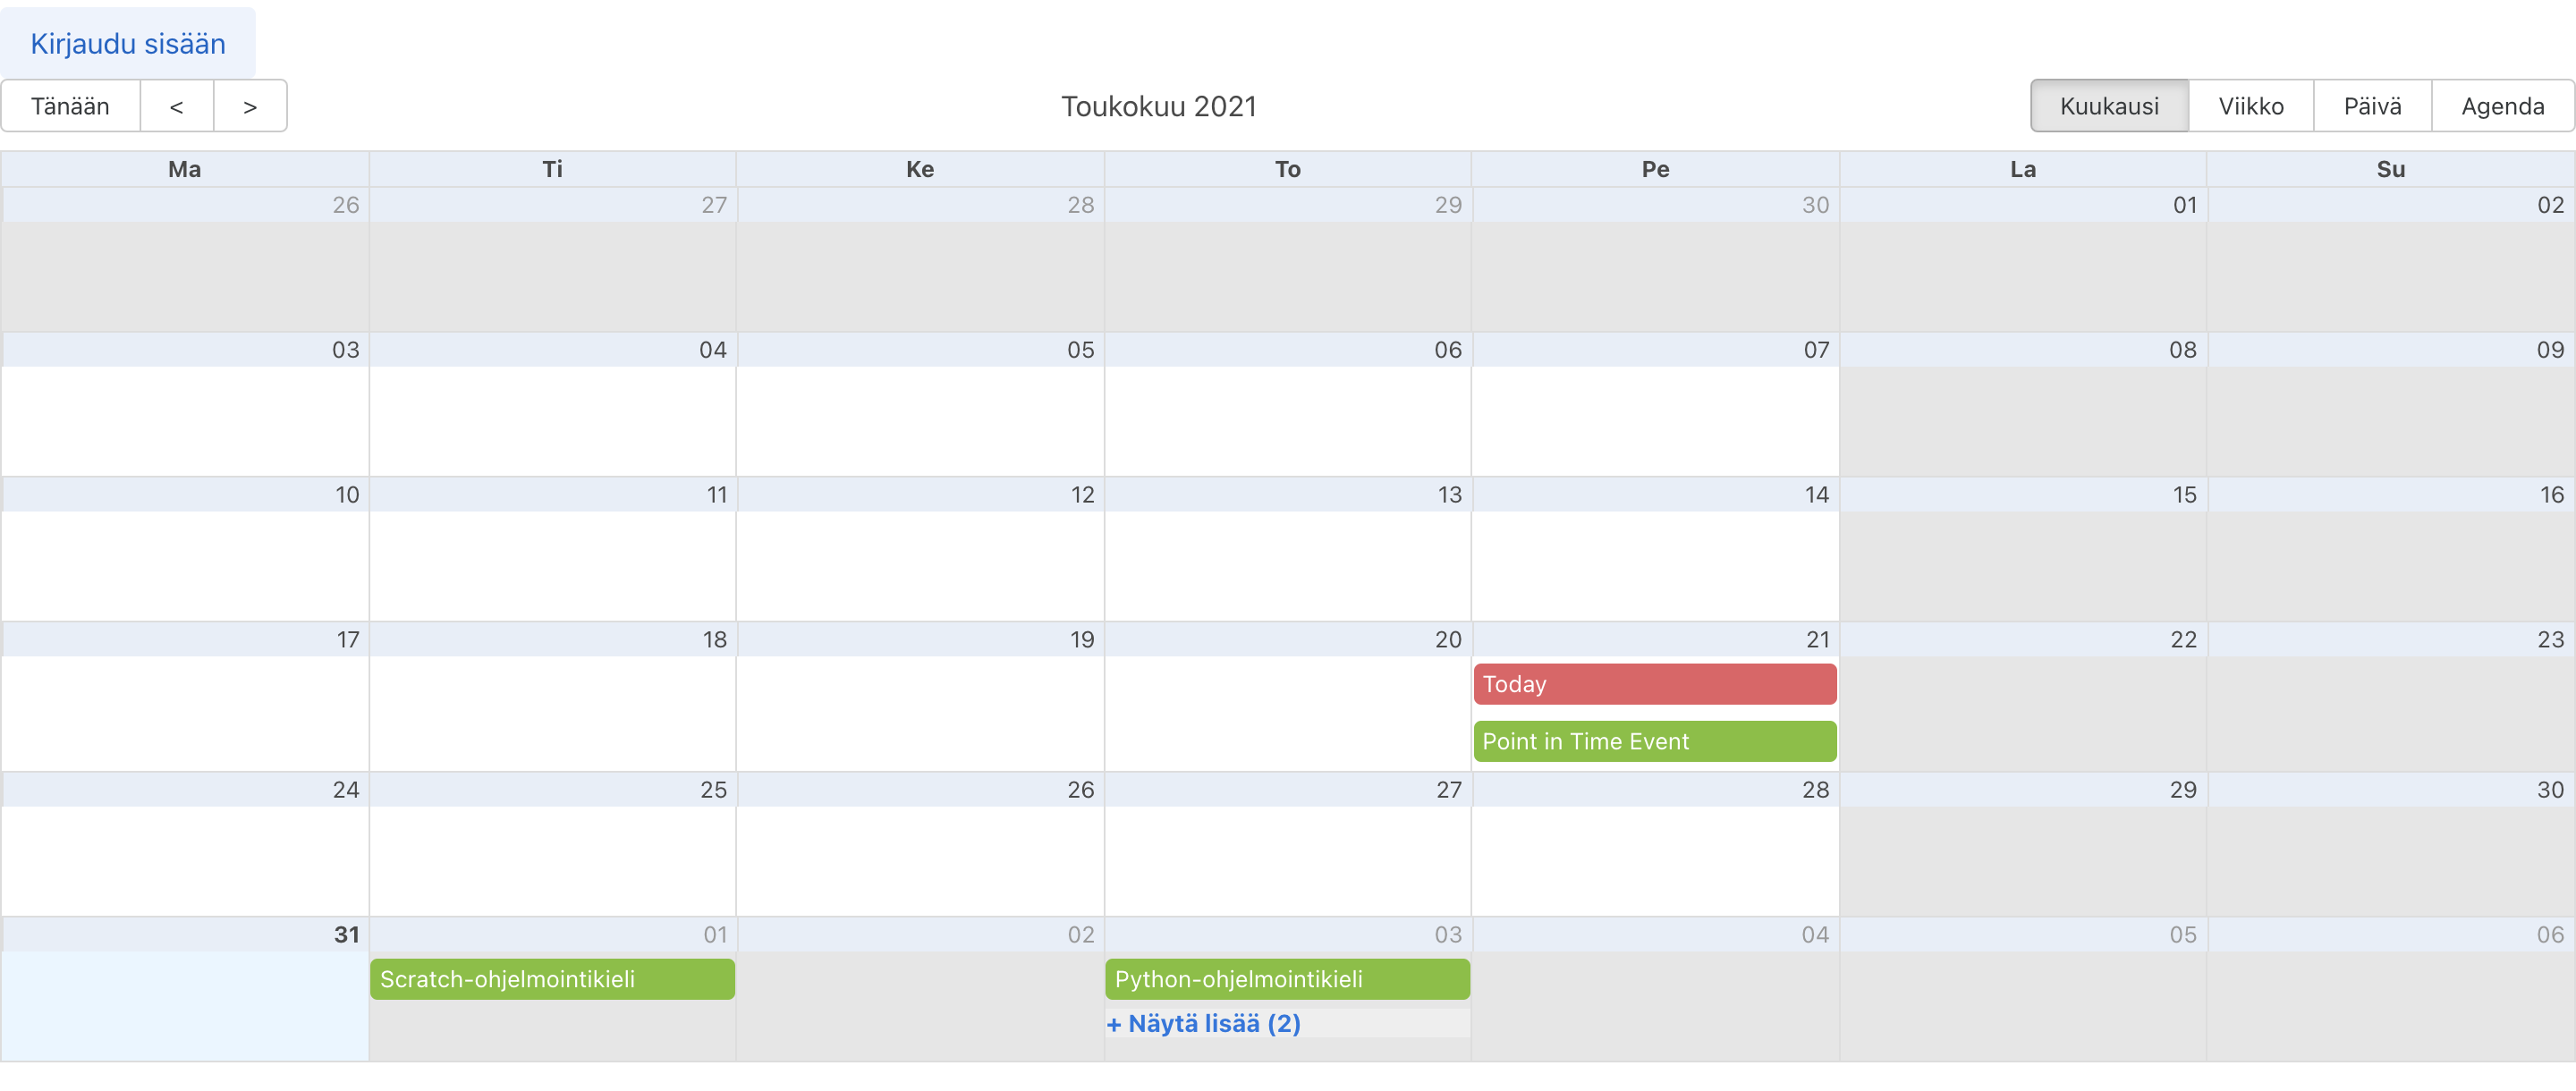 Kirjaudu sisään
Tänään < > Toukokuu 2021 Kuukausi Viikko Päivä Agenda
Ma Ti Ke To Pe La Su
26 27 28 29 30 01 02
03 04 05 06 07 08 09
10 11 12 13 14 15 16
17 18 19 20 21 22 23
Today
Point in Time Event
24 25 26 27 28 29 30
31 01 02 03 04 05 06
Scratch-ohjelmointikieli Python-ohjelmointikieli
+ Näytä lisää (2)